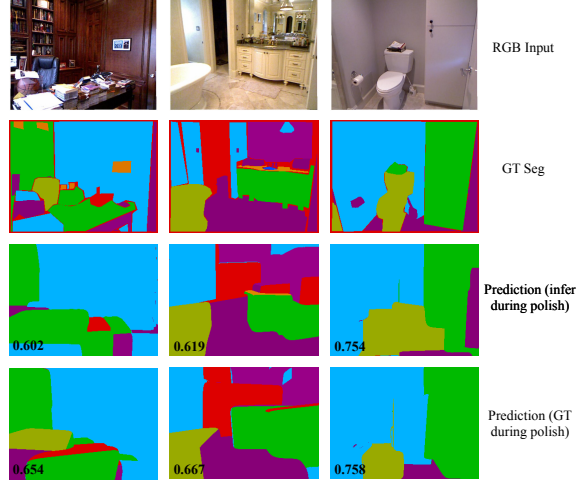 RGB Input
GT Seg
Prediction (infer
during polish)
0.602
0.619
0.754
Prediction (GT
during polish)
0.654
0.667
0.758